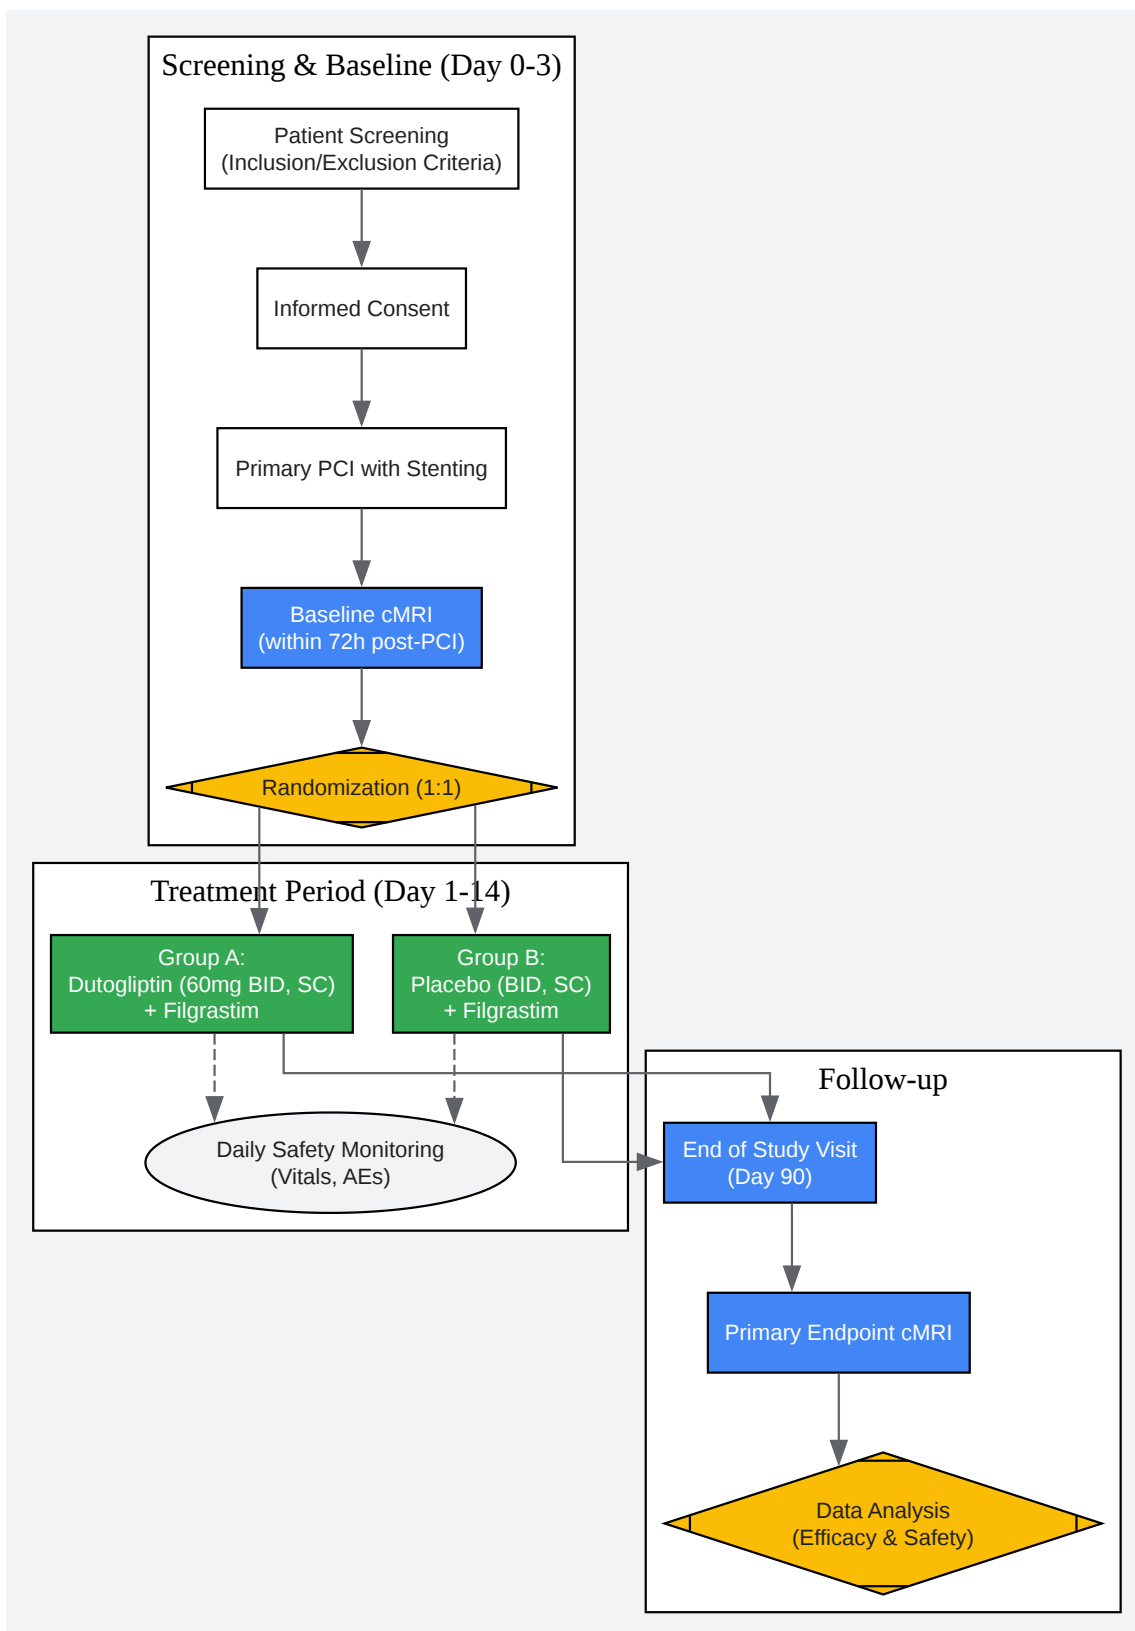 Screening & Baseline (Day 0-3)
Patient Screening
(Inclusion/Exclusion Criteria)
Informed Consent
Primary PCI with Stenting
Baseline cMRI
(within 72h post-PCI)
Randomization (1:1)
Treatment Period (Day 1-14)
Group A:
Dutogliptin (60mg BID, SC)
+ Filgrastim
Group B:
Placebo (BID, SC)
+ Filgrastim
Daily Safety Monitoring
(Vitals, AEs)
Follow-up
End of Study Visit
(Day 90)
Primary Endpoint cMRI
Data Analysis
(Efficacy & Safety)